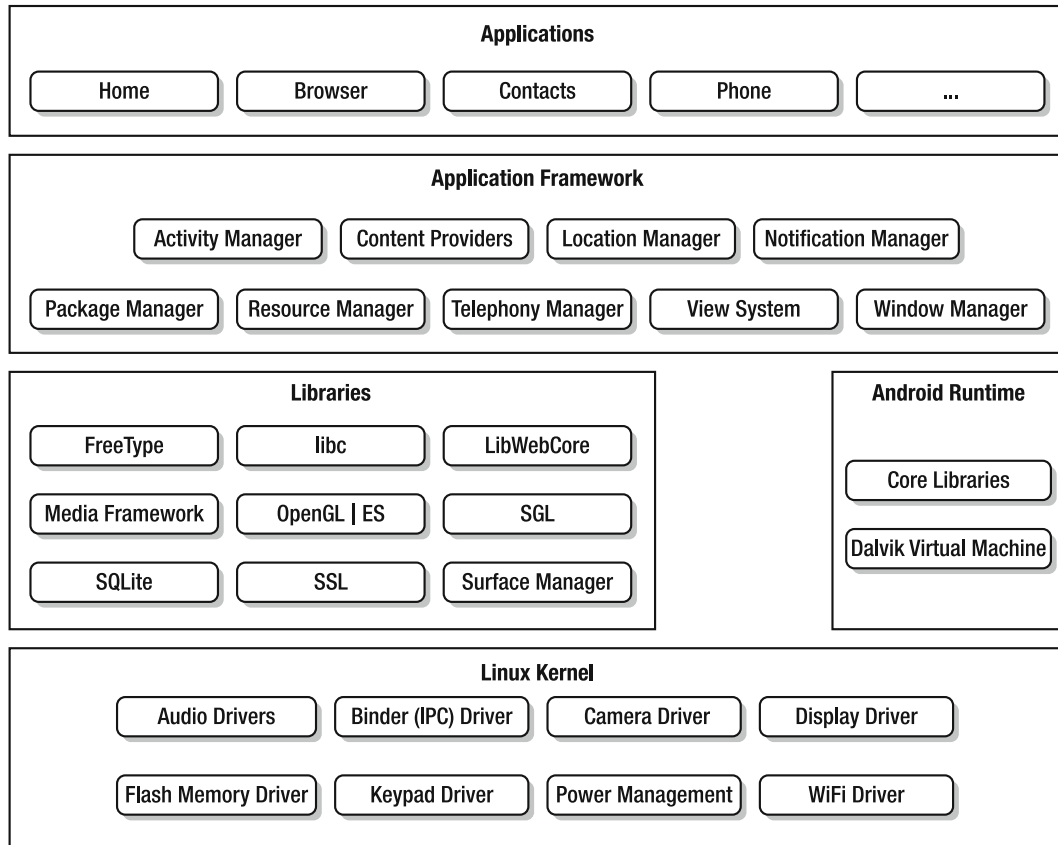 Applications
Home Browser Contacts Phone ...
Application Framework
Activity Manager Content Providers Location Manager Notification Manager
Package Manager Resource Manager Telephony Manager View System Window Manager
Libraries
FreeType libc LibWebCore
Media Framework OpenGL | ES SGL
SQLite SSL Surface Manager
Android Runtime
Core Libraries
Dalvik Virtual Machine
Linux Kernel
Audio Drivers Binder (IPC) Driver Camera Driver Display Driver
Flash Memory Driver Keypad Driver Power Management WiFi Driver